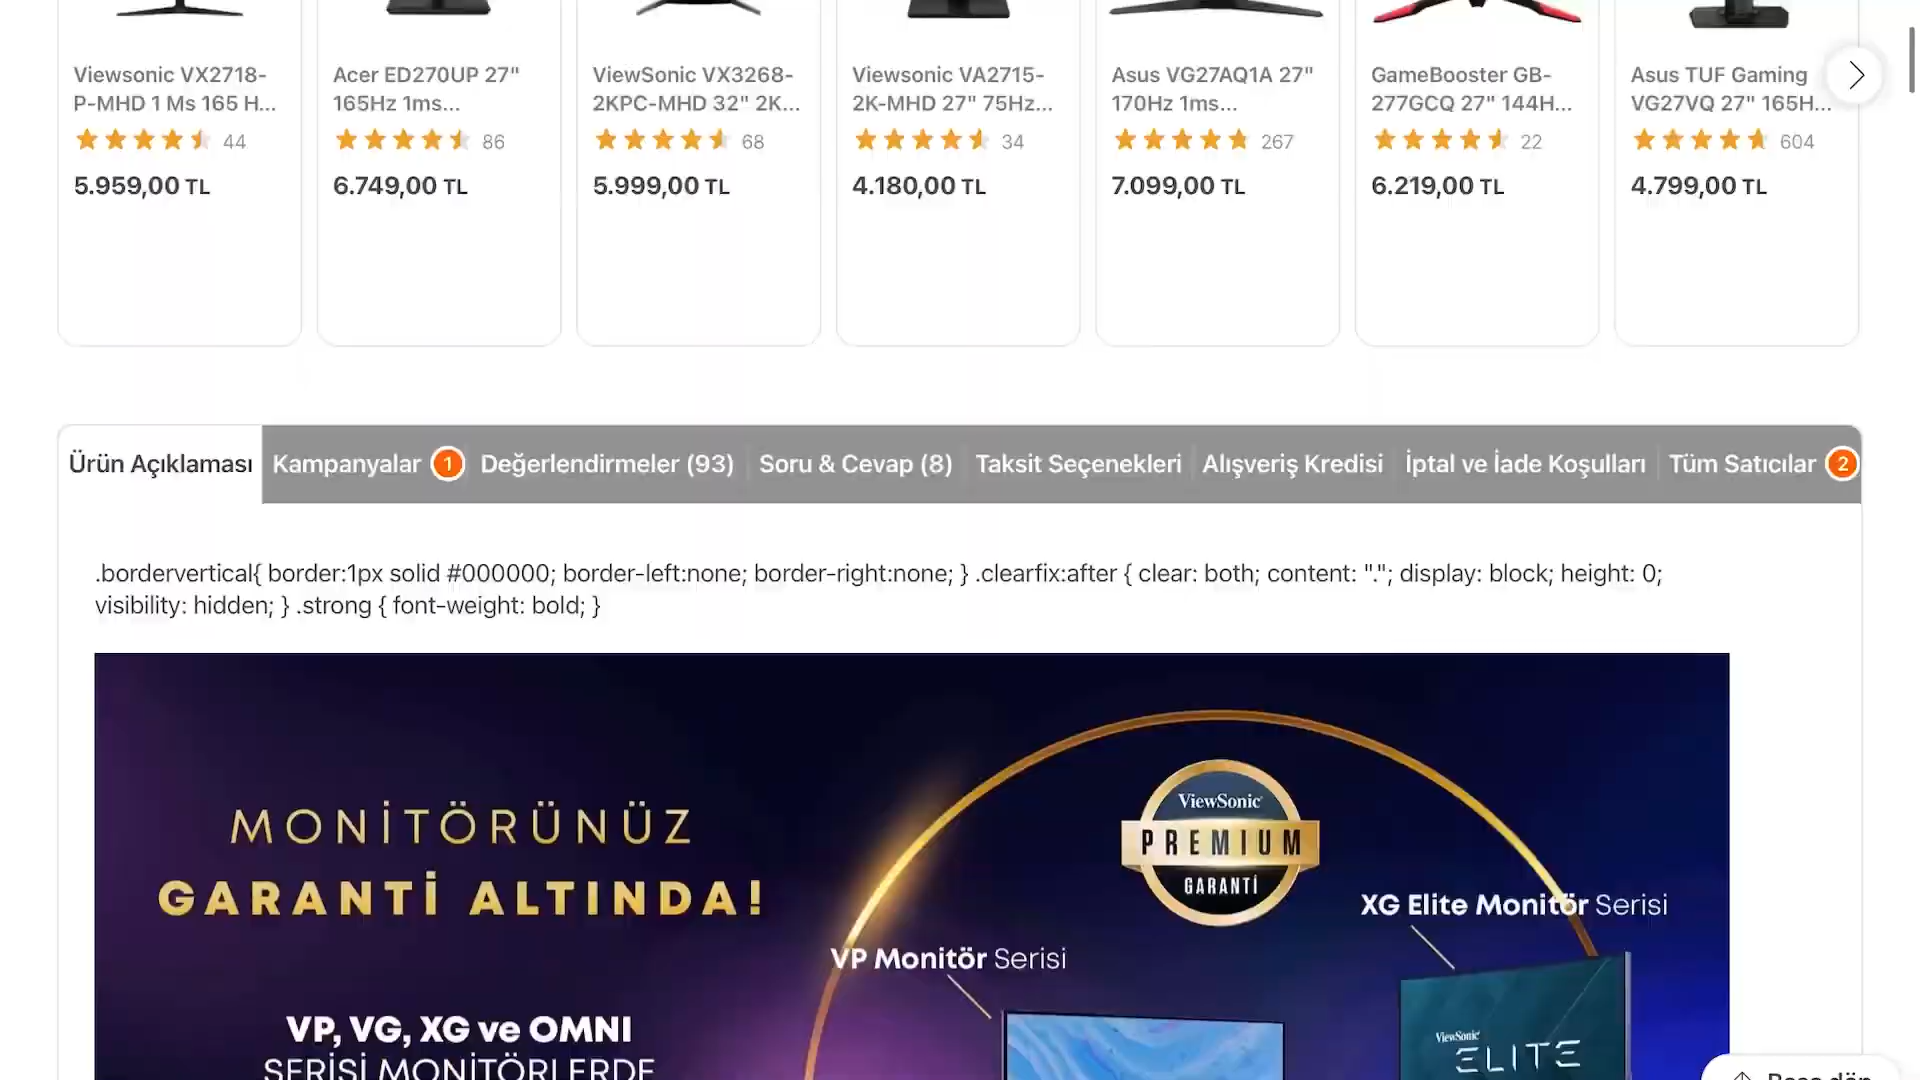 Viewsonic VX2718-
P-MHD 1 Ms 165 H...
44
5.959,00 TL
Acer ED270UP 27"
165Hz 1ms...
86
6.749,00 TL
ViewSonic VX3268-
2KPC-MHD 32" 2K...
68
5.999,00 TL
Viewsonic VA2715-
2K-MHD 27" 75Hz...
34
4.180,00 TL
Asus VG27AQ1A 27"
170Hz 1ms...
267
7.099,00 TL
GameBooster GB-
277GCQ 27" 144H...
22
6.219,00 TL
Asus TUF Gaming
VG27VQ 27" 165H...
604
4.799,00 TL
Ürün Açıklaması Kampanyalar 1 Değerlendirmeler (93) Soru & Cevap (8) Taksit Seçenekleri Alışveriş Kredisi İptal ve İade Koşulları Tüm Satıcılar 2
.bordervertical{ border:1px solid #000000; border-left:none; border-right:none; } .clearfix:after { clear: both; content: "."; display: block; height: 0;
visibility: hidden; } .strong { font-weight: bold; }
MONİTÖRÜNÜZ
GARANTİ ALTINDA!
VP, VG, XG ve OMNI
SERİSİ MONİTÖRLERDE
ViewSonic
PREMIUM
GARANTİ
XG Elite Monitör Serisi
VP Monitör Serisi
ViewSonic
ELITE
Başa dön